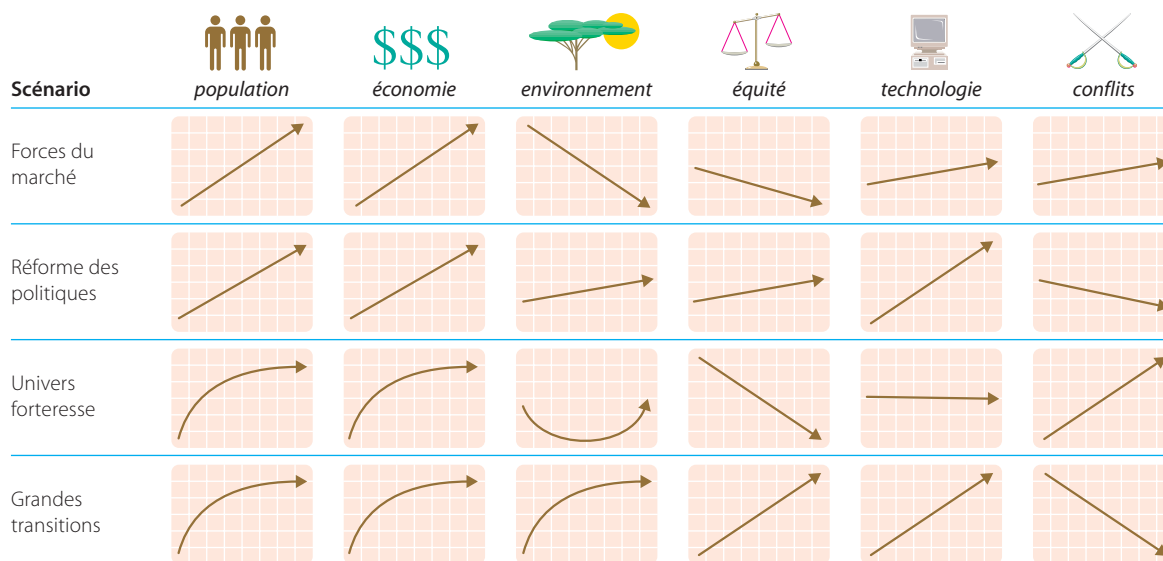 $$$
Scénario population économie environnement équité technologie conflits
Forces du
marché
Réforme des
politiques
Univers
forteresse
Grandes
transitions